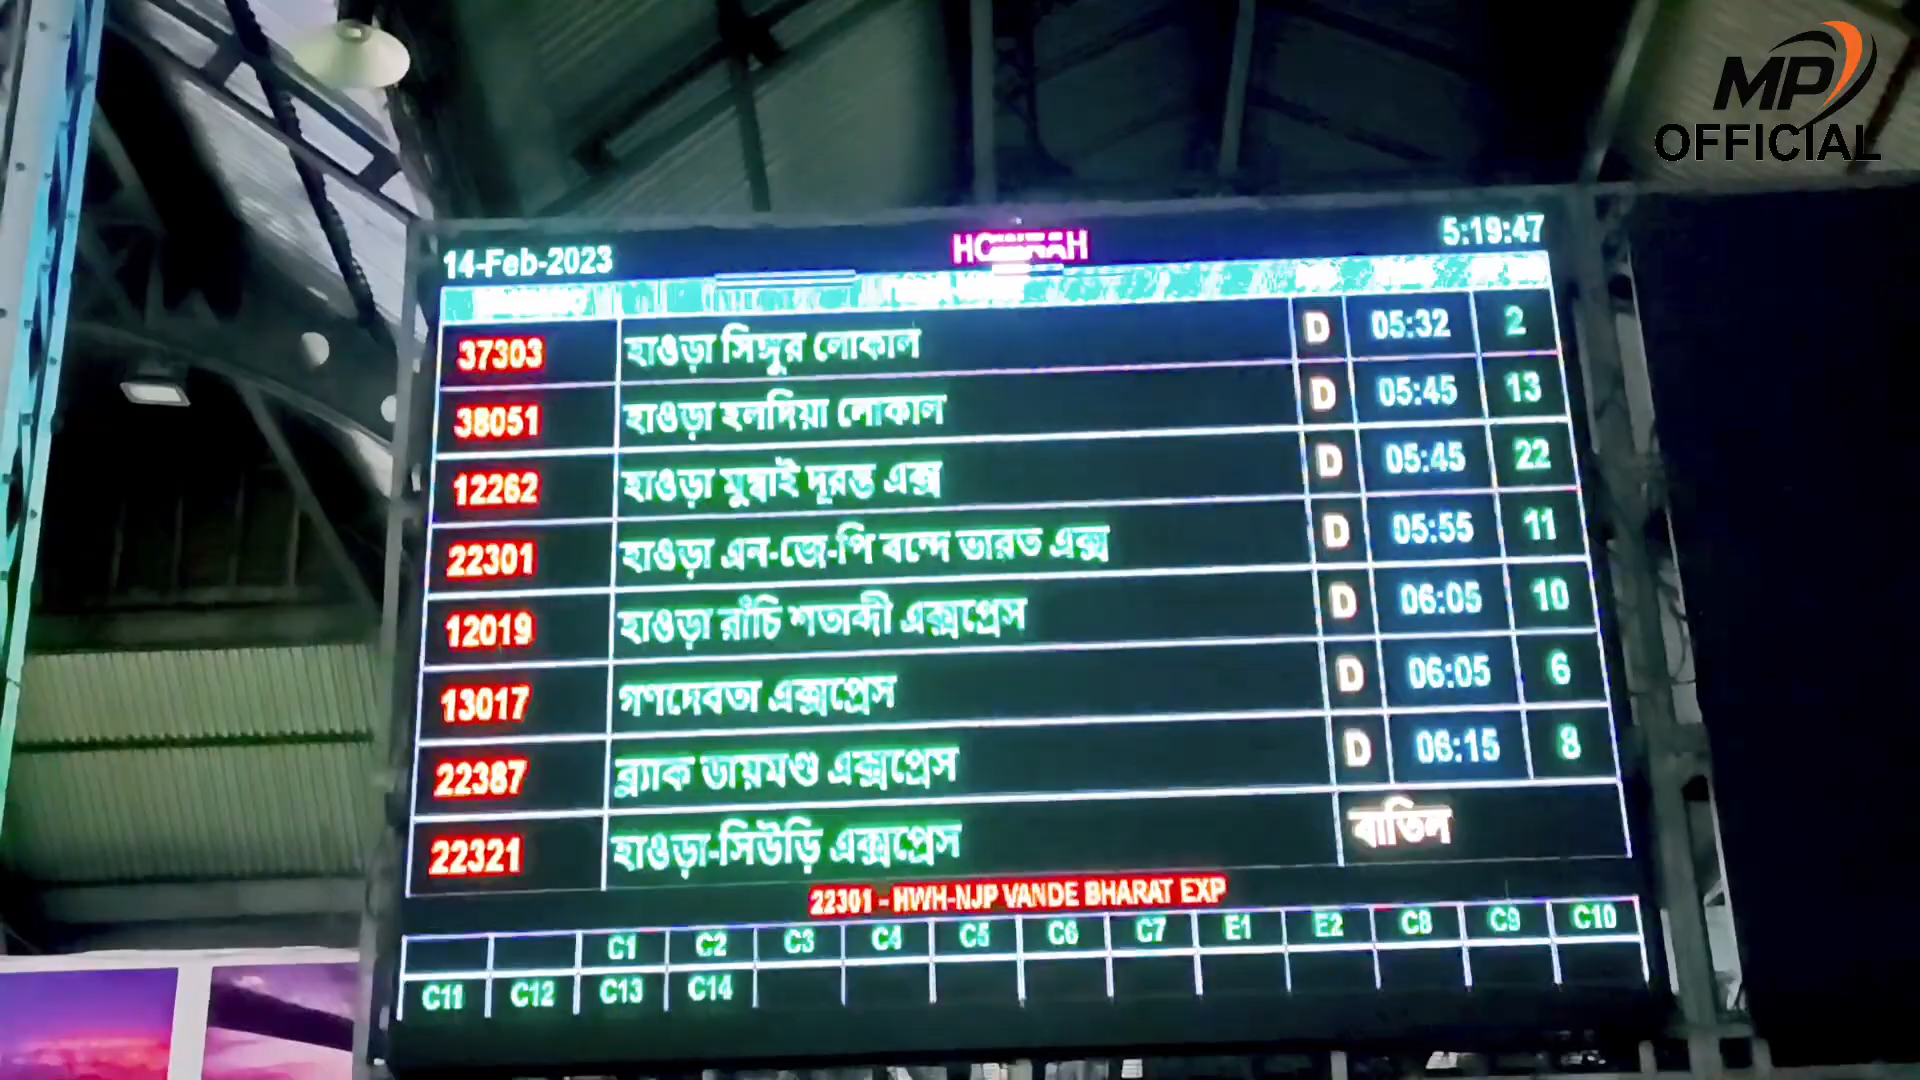 MP
OFFICIAL
14-Feb-2023 5:19:47
37303 হাওড়া সিঙ্গুর লোকাল D 05:32 2
38051 হাওড়া হলদিয়া লোকাল D 05:45 13
12262 হাওড়া মুম্বাই দূরন্ত এক্স D 05:45 22
22301 হাওড়া এন-জে-পি বন্দে ভারত এক্স D 05:55 11
12019 হাওড়া রাঁচি শতাব্দী এক্সপ্রেস D 06:05 10
13017 গণদেবতা এক্সপ্রেস D 06:05 6
22387 ব্ল্যাক ডায়মণ্ড এক্সপ্রেস D 06:15 8
22321 হাওড়া-সিউড়ি এক্সপ্রেস বাতিল
22301 - HWH-NJP VANDE BHARAT EXP
C1 C2 C3 C4 C5 C6 C7 E1 E2 C8 C9 C10
C11 C12 C13 C14